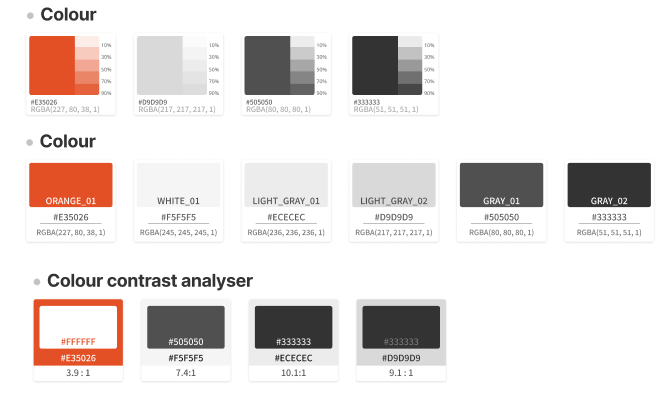 Colour
10%
30%
50%
70%
90%
#E35026
RGBA(227, 80, 38, 1)
10%
30%
50%
70%
90%
#D9D9D9
RGBA(217, 217, 217, 1)
10%
30%
50%
70%
90%
#505050
RGBA(80, 80, 80, 1)
10%
30%
50%
70%
90%
#333333
RGBA(51, 51, 51, 1)
Colour
ORANGE_01
#E35026
RGBA(227, 80, 38, 1)
WHITE_01
#F5F5F5
RGBA(245, 245, 245, 1)
LIGHT_GRAY_01
#ECECEC
RGBA(236, 236, 236, 1)
LIGHT_GRAY_02
#D9D9D9
RGBA(217, 217, 217, 1)
GRAY_01
#505050
RGBA(80, 80, 80, 1)
GRAY_02
#333333
RGBA(51, 51, 51, 1)
Colour contrast analyser
#FFFFFF
#E35026
3.9 : 1
#505050
#F5F5F5
7.4:1
#333333
#ECECEC
10.1:1
#333333
#D9D9D9
9.1 : 1